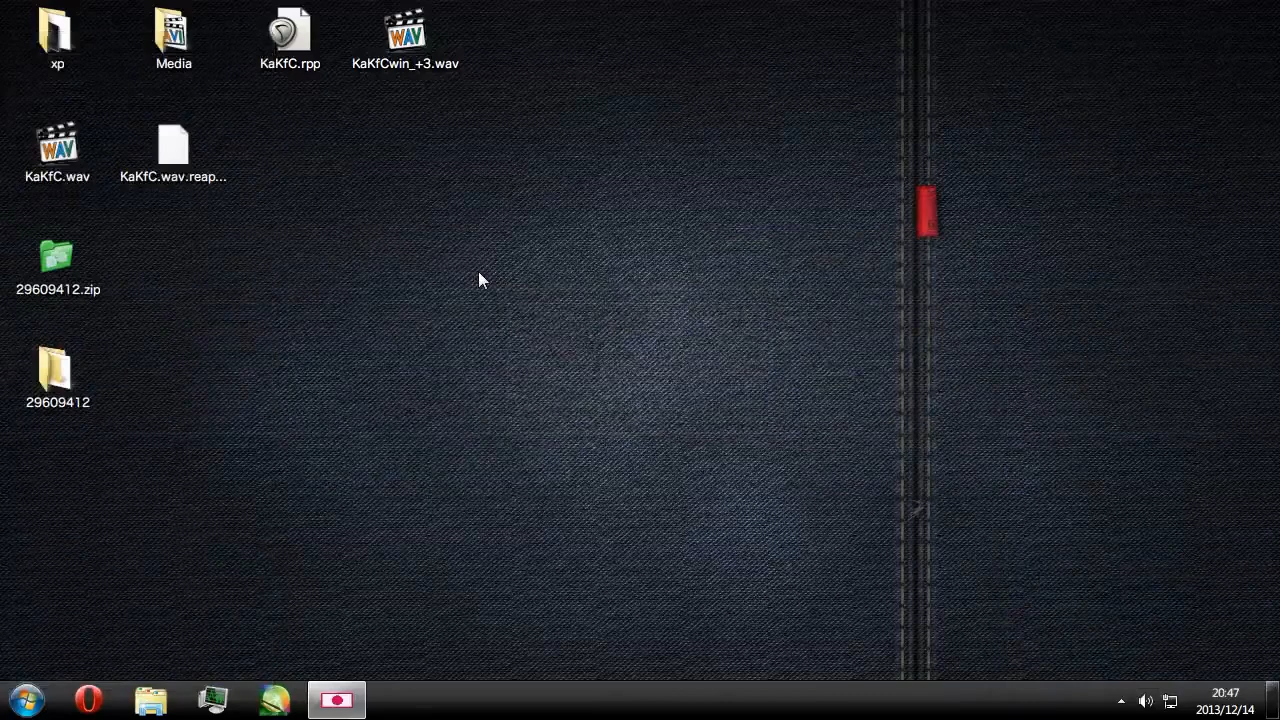 xp
Media
KaKfC.rpp
KaKfCwin_+3.wav
KaKfC.wav
KaKfC.wav.reap...
29609412.zip
29609412
20:47
2013/12/14